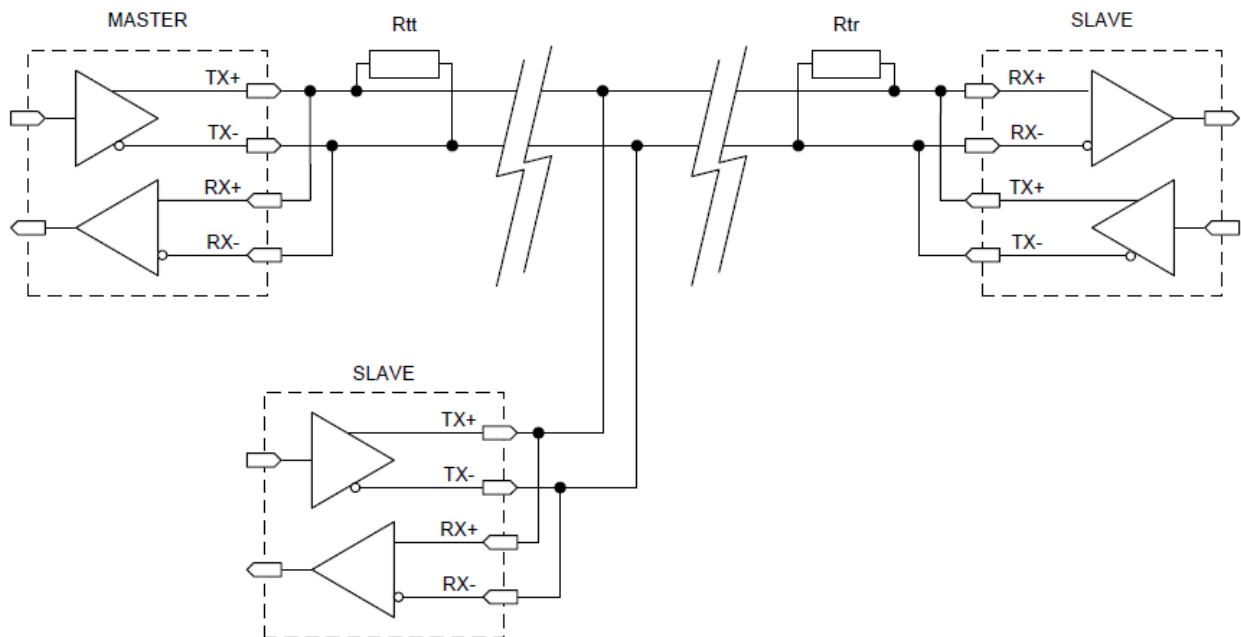 MASTER
Rtt
Rtr
SLAVE
TX+
TX-
RX+
RX-
RX+
RX-
TX+
TX-
SLAVE
TX+
TX-
RX+
RX-